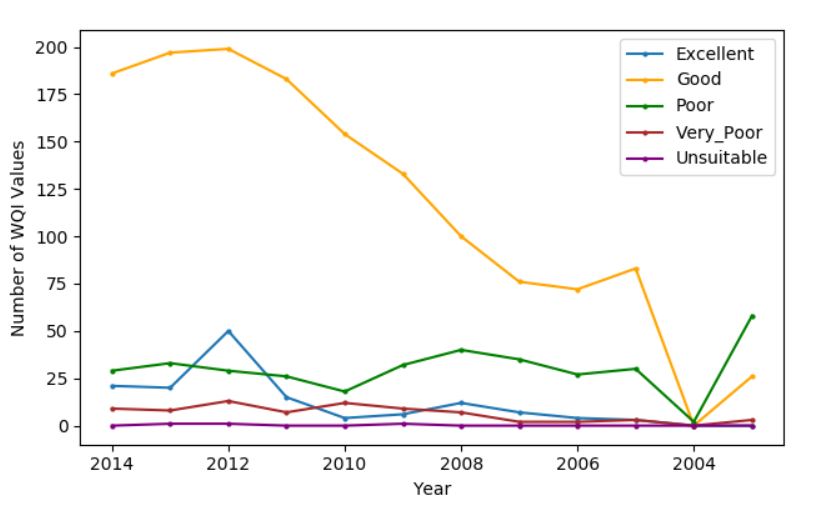 200
175
150
125
100
75
50
25
0
Number of WQI Values
Excellent
Good
Poor
Very_Poor
Unsuitable
2014 2012 2010 2008 2006 2004
Year